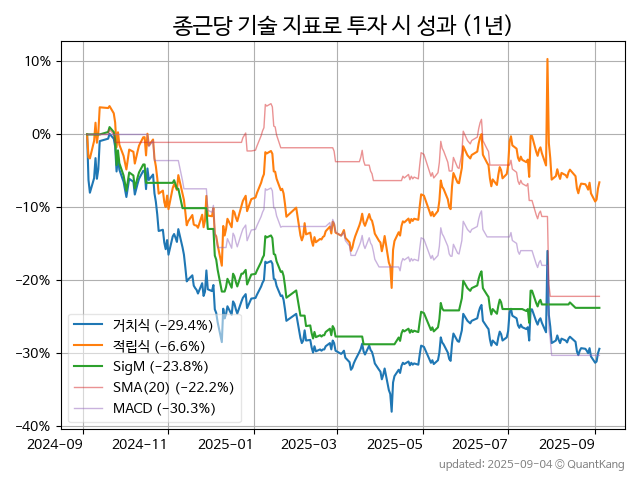 종근당 기술 지표로 투자 시 성과 (1년)
10%
0%
−10%
−20%
−30%
−40%
거치식 (−29.4%)
적립식 (−6.6%)
SigM (−23.8%)
SMA(20) (−22.2%)
MACD (−30.3%)
2024-09 2024-11 2025-01 2025-03 2025-05 2025-07 2025-09
updated: 2025-09-04 © QuantKang